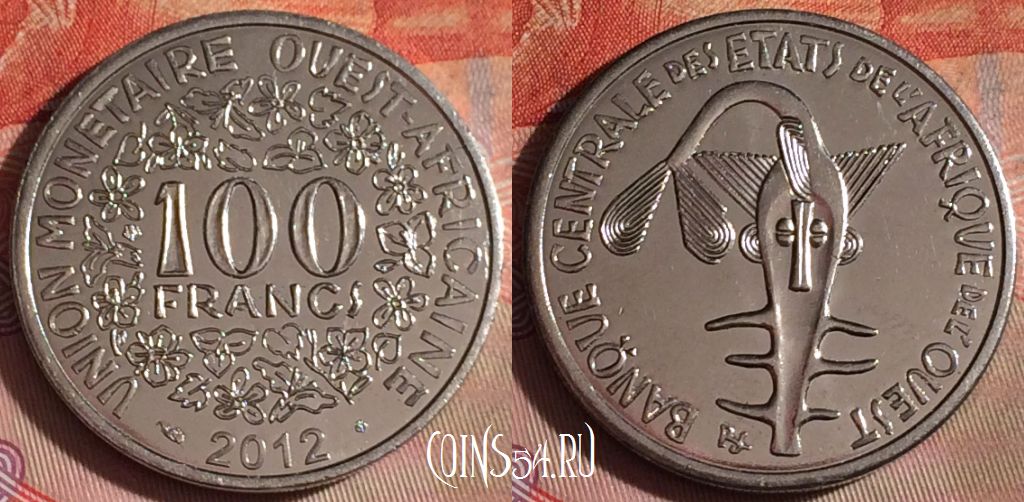 UNION MONETAIRE OUEST-AFRICAINE
100
FRANCS
2012
BANQUE CENTRALE DES ETATS DE L'AFRIQUE DE L'OUEST
COINS54.RU